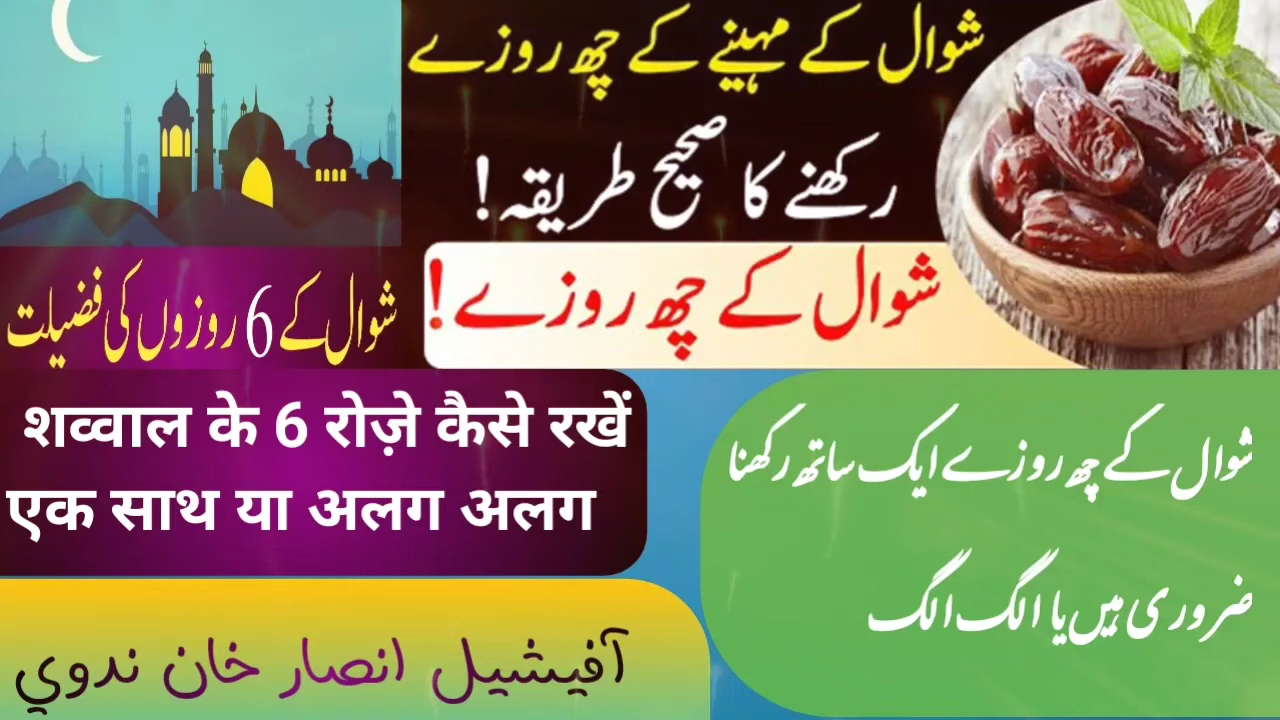 شوال کے مہینے کے چھ روزے
رکھنے کا صحیح طریقہ!
شوال کے چھ روزے!
شوال کے 6 روزوں کی فضیلت
शव्वाल के 6 रोज़े कैसे रखें
एक साथ या अलग अलग
شوال کے چھ روزے ایک ساتھ رکھنا
ضروری ہیں یا الگ الگ
آفیشیل انصار خان ندوي